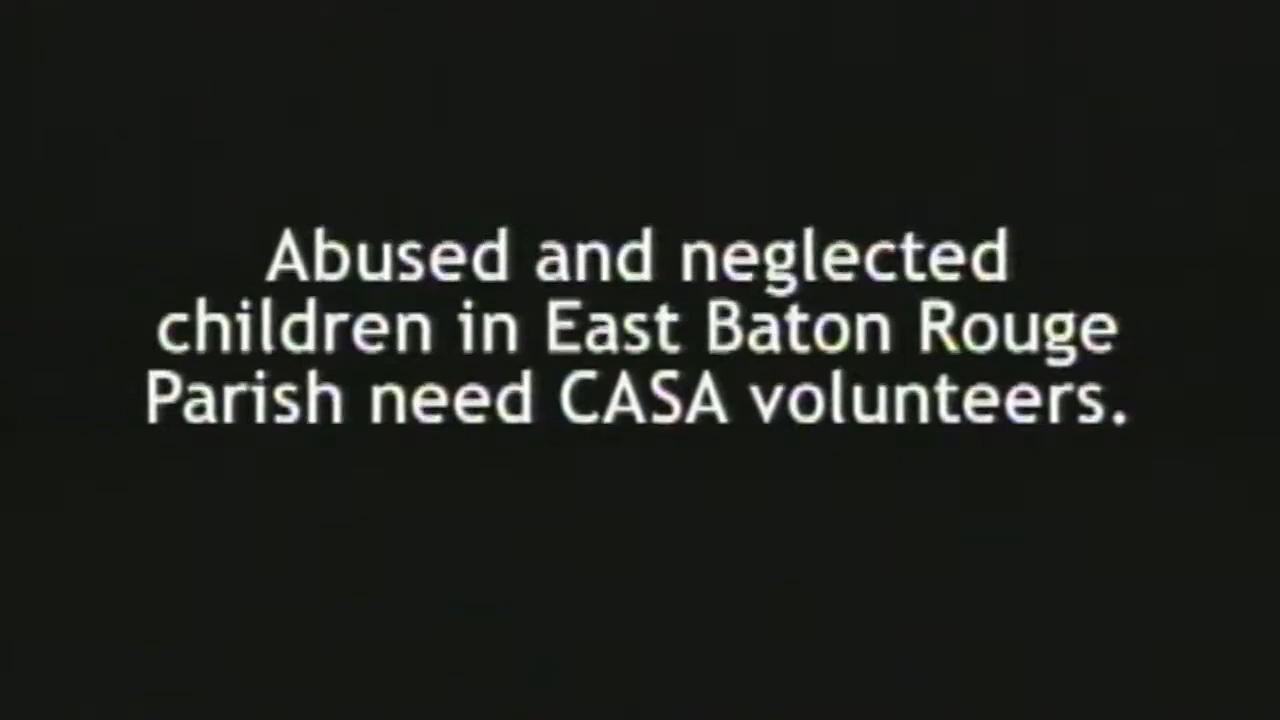 Abused and neglected
children in East Baton Rouge
Parish need CASA volunteers.